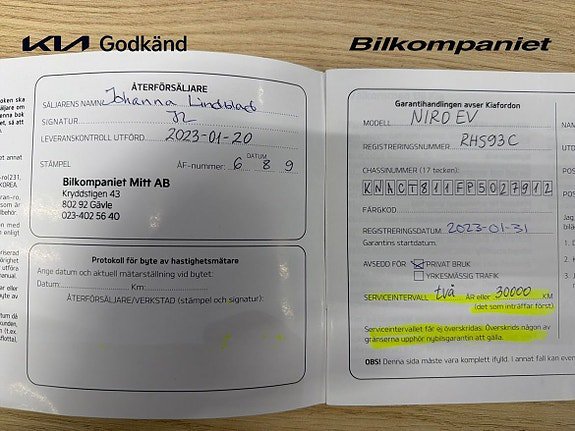 KIA Godkänd
Bilkompaniet
ÅTERFÖRSÄLJARE
SÄLJARENS NAMN Johanna Lindblad
SIGNATUR JL
LEVERANSKONTROLL UTFÖRD 2023-01-20
DATUM
STÄMPEL ÅF-nummer: 6 8 9
Bilkompaniet Mitt AB
Kryddstigen 43
802 92 Gävle
023-402 56 40
Protokoll för byte av hastighetsmätare
Ange datum och aktuell mätarställning vid bytet:
Datum: Km:
ÅTERFÖRSÄLJARE/VERKSTAD (stämpel och signatur):
Garantihandlingen avser Kiafordon
MODELL NIRO EV
REGISTRERINGSNUMMER RHS93C
CHASSINUMMER (17 tecken):
KNACT811FP5027912
FÄRGKOD
REGISTRERINGSDATUM 2023-01-31
Garantins startdatum.
AVSEDD FÖR PRIVAT BRUK
YRKESMÄSSIG TRAFIK
SERVICEINTERVALL två ÅR eller 30000 KM
(det som inträffar först)
Serviceintervallet får ej överskridas. Överskrids någon av
gränserna upphör nybilsgarantin att gälla.
OBS! Denna sida måste vara komplett ifylld. I annat fall kan